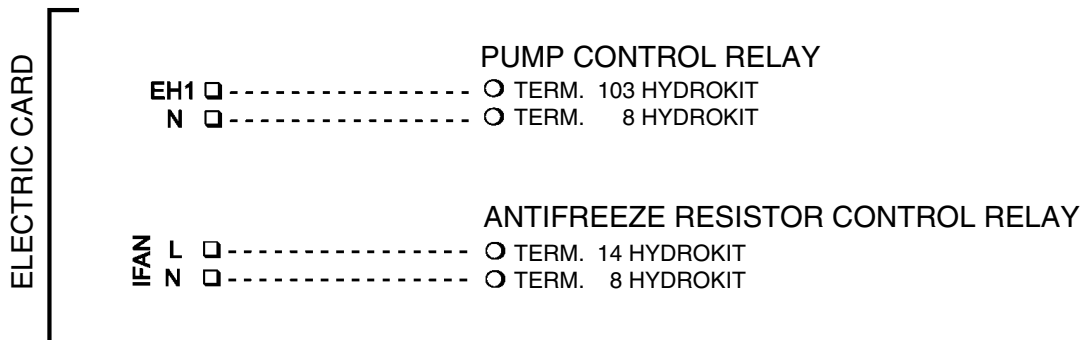 ELECTRIC CARD
PUMP CONTROL RELAY
EH1 TERM. 103 HYDROKIT
N TERM. 8 HYDROKIT
ANTIFREEZE RESISTOR CONTROL RELAY
IFAN
L TERM. 14 HYDROKIT
N TERM. 8 HYDROKIT